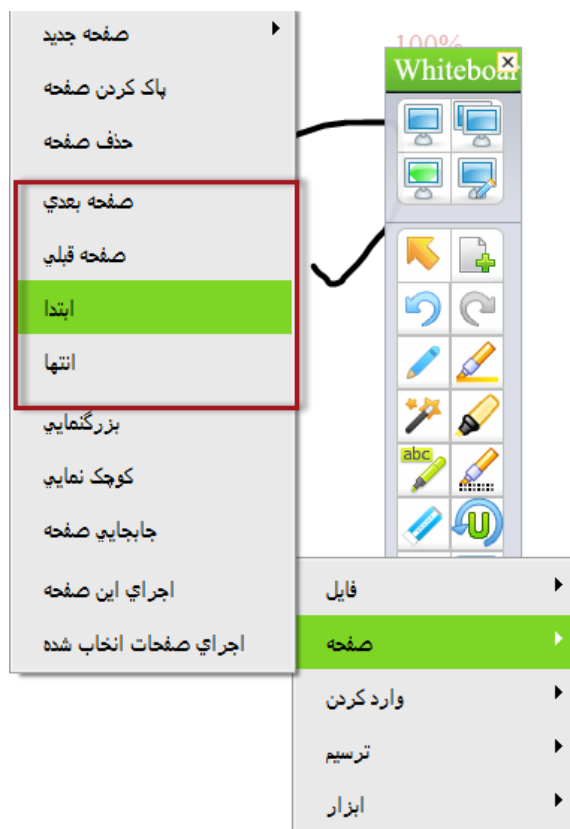 صفحه جديد
پاک کردن صفحه
حذف صفحه
صفحه بعدي
صفحه قبلي
ابتدا
انتها
بزرگنمايي
کوچک نمايي
جابجايي صفحه
اجراي اين صفحه
اجراي صفحات انخاب شده
100%
Whiteboar
abc
U
فايل
صفحه
وارد کردن
ترسيم
ابزار